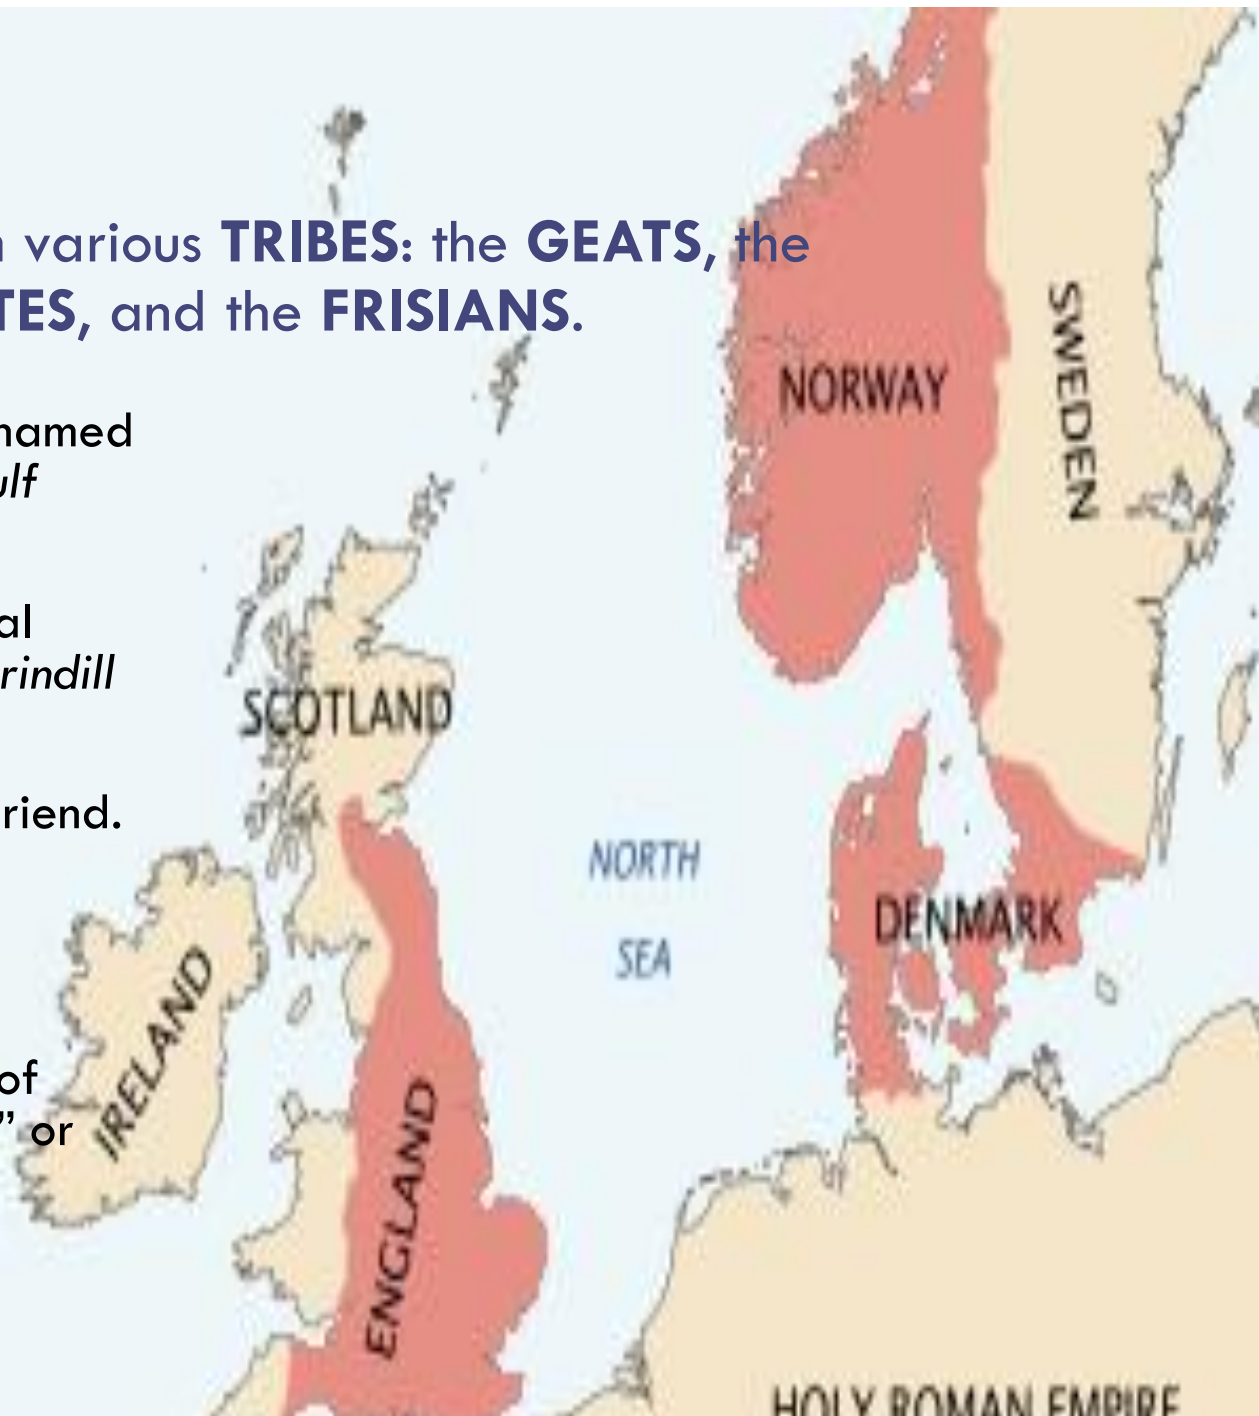 various TRIBES: the GEATS, the
TES, and the FRISIANS.
named
ulf
al
rindill
riend.
of
” or
NORWAY
SWEDEN
SCOTLAND
NORTH
SEA
DENMARK
IRELAND
ENGLAND
HOLY ROMAN EMPIRE